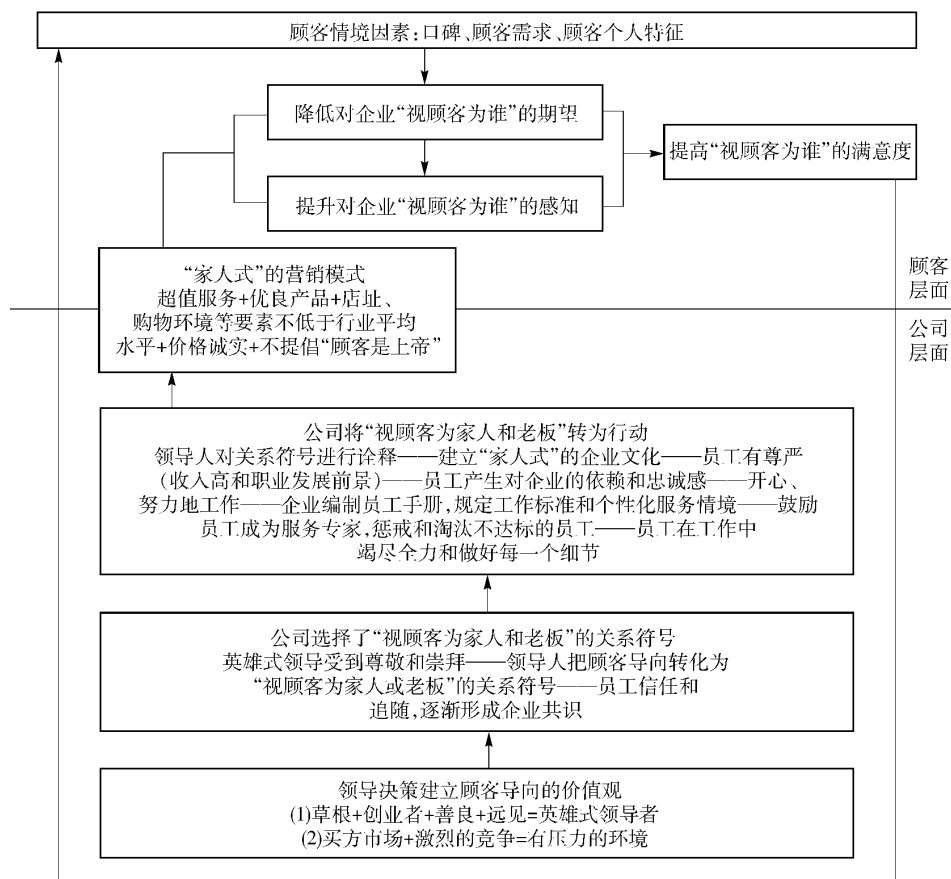 顾客情境因素:口碑、顾客需求、顾客个人特征
降低对企业“视顾客为谁”的期望
提高“视顾客为谁”的满意度
提升对企业“视顾客为谁”的感知
“家人式”的营销模式
超值服务+优良产品+店址、
购物环境等要素不低于行业平均
水平+价格诚实+不提倡“顾客是上帝”
顾客
层面
公司
层面
公司将“视顾客为家人和老板”转为行动
领导人对关系符号进行诠释——建立“家人式”的企业文化——员工有尊严
(收入高和职业发展前景)——员工产生对企业的依赖和忠诚感——开心、
努力地工作——企业编制员工手册,规定工作标准和个性化服务情境——鼓励
员工成为服务专家,惩戒和淘汰不达标的员工——员工在工作中
竭尽全力和做好每一个细节
公司选择了“视顾客为家人和老板”的关系符号
英雄式领导受到尊敬和崇拜——领导人把顾客导向转化为
“视顾客为家人或老板”的关系符号——员工信任和
追随,逐渐形成企业共识
领导决策建立顾客导向的价值观
(1)草根+创业者+善良+远见=英雄式领导者
(2)买方市场+激烈的竞争=有压力的环境